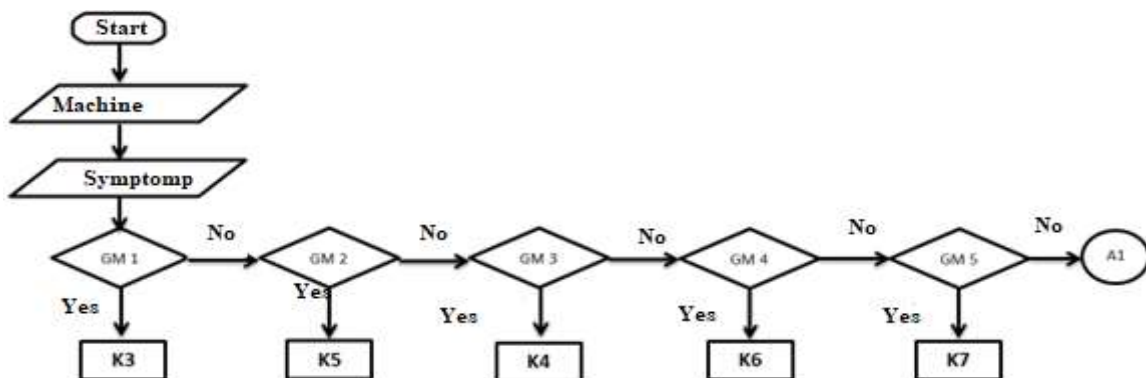 Start
Machine
Symptomp
GM 1
No
GM 2
No
GM 3
No
GM 4
No
GM 5
No
A1
Yes
Yes
Yes
Yes
Yes
K3
K5
K4
K6
K7